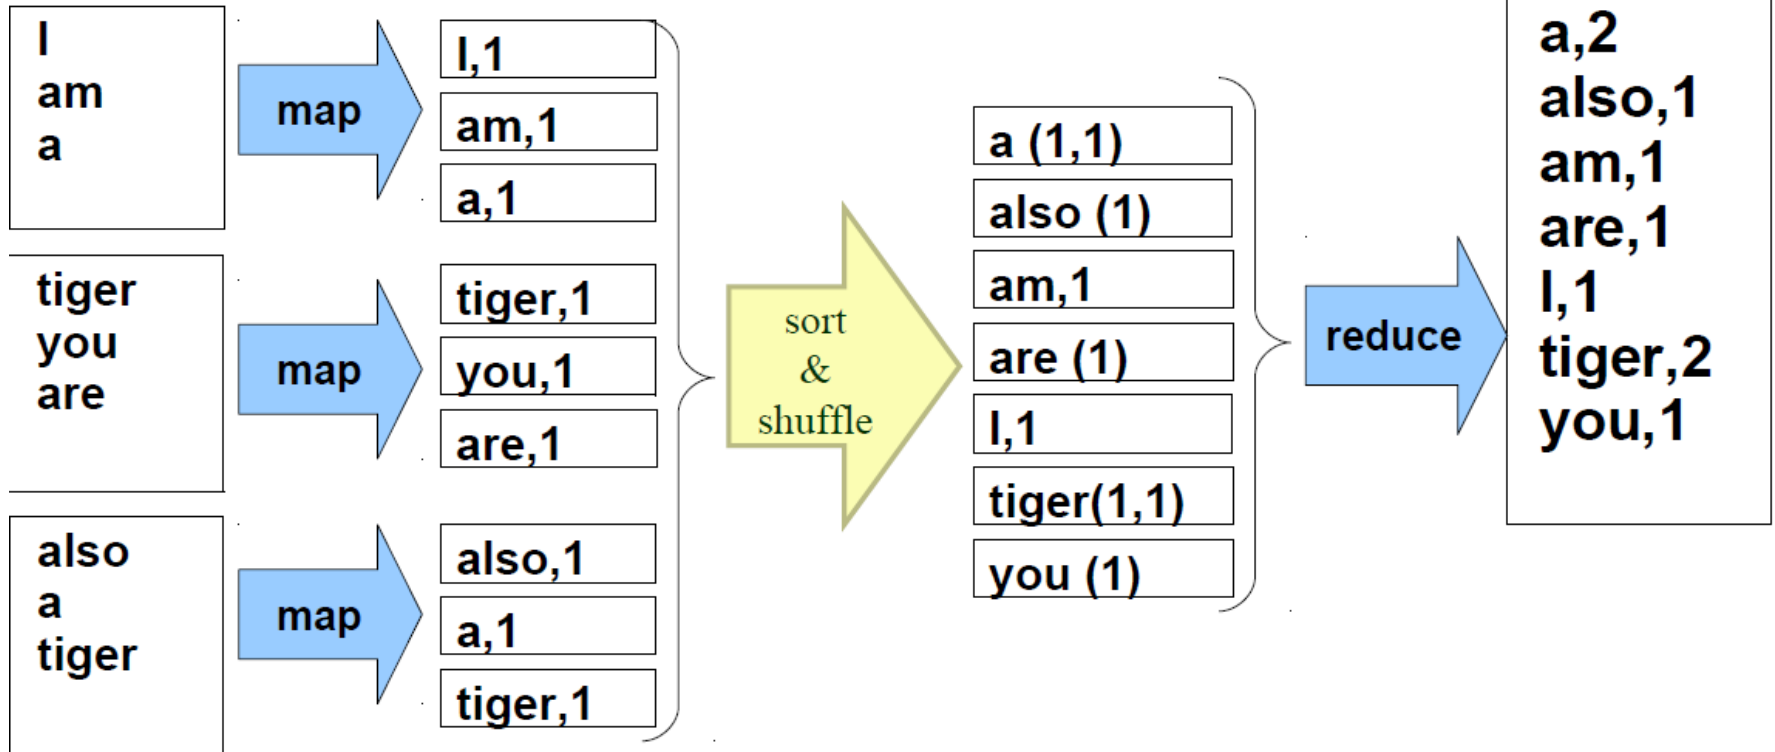 I
am
a
map
I,1
am,1
a,1
tiger
you
are
map
tiger,1
you,1
are,1
also
a
tiger
map
also,1
a,1
tiger,1
sort
&
shuffle
a (1,1)
also (1)
am,1
are (1)
I,1
tiger(1,1)
you (1)
reduce
a,2
also,1
am,1
are,1
I,1
tiger,2
you,1